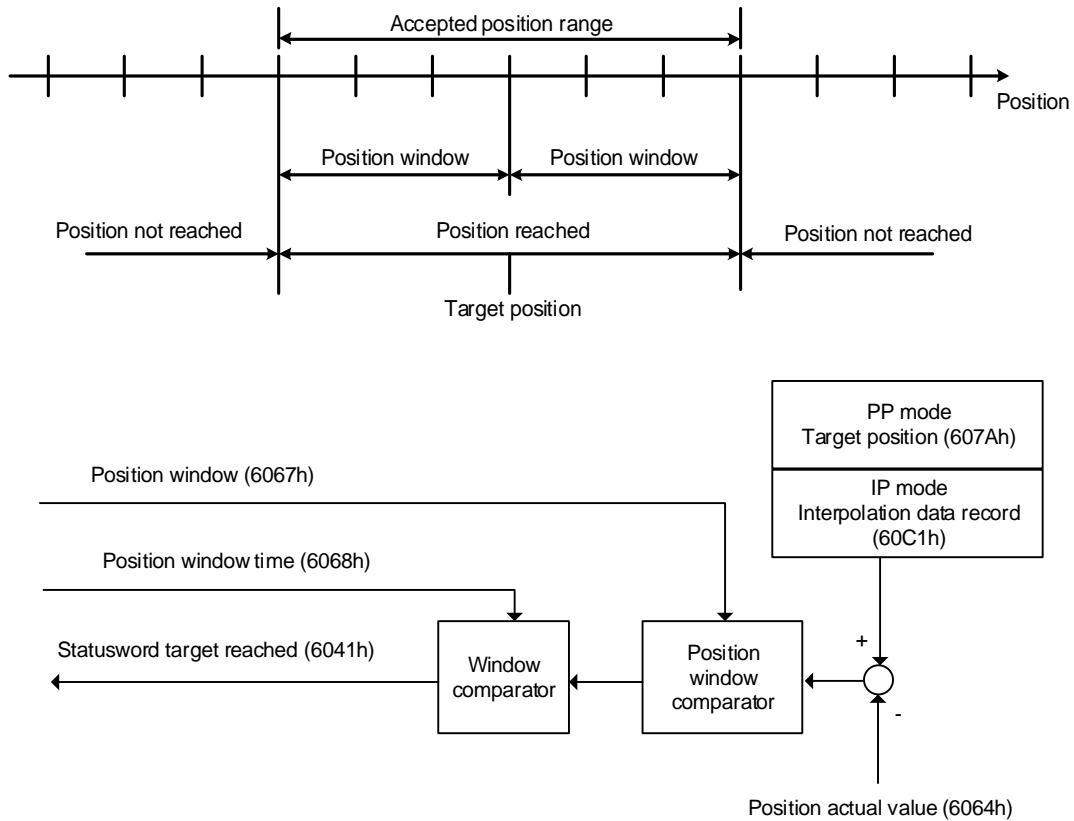 Accepted position range
Position
Position window
Position window
Position not reached
Position reached
Position not reached
Target position
PP mode
Target position (607Ah)
IP mode
Interpolation data record
(60C1h)
Position window (6067h)
Position window time (6068h)
Statusword target reached (6041h)
Window
comparator
Position
window
comparator
+
-
Position actual value (6064h)